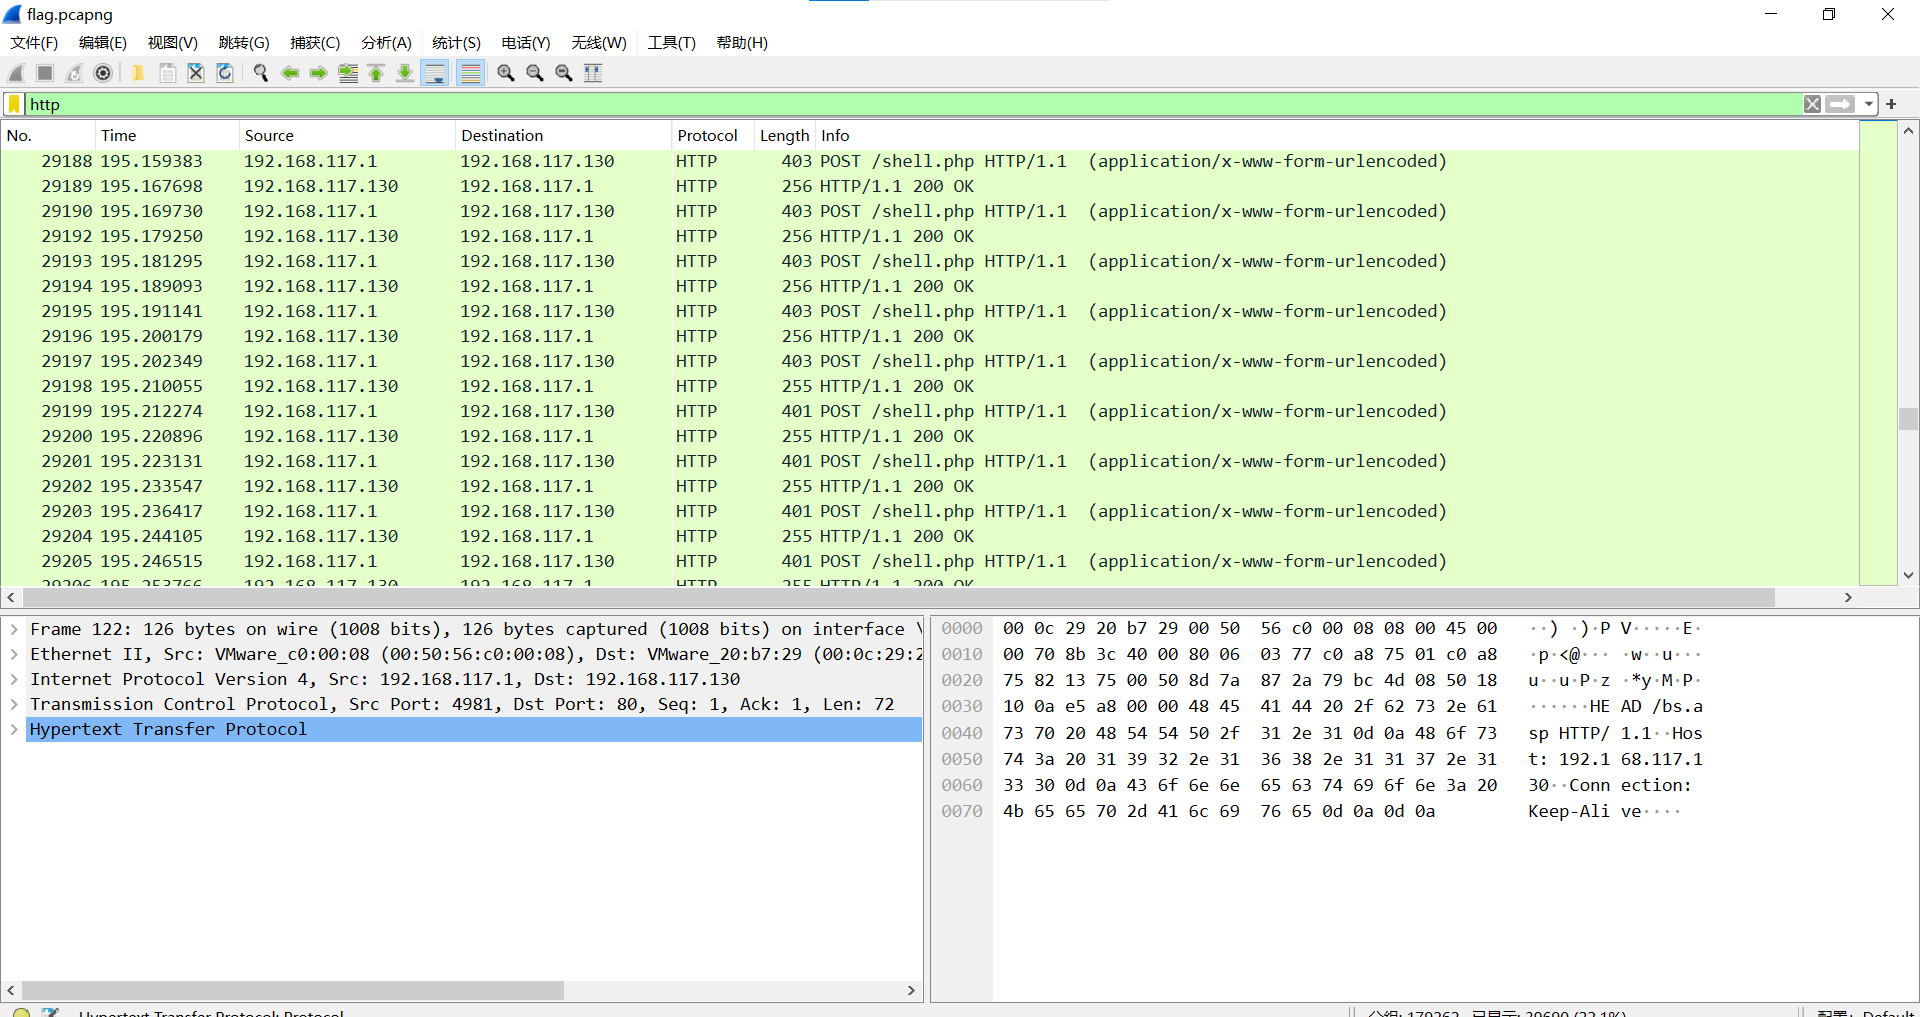 flag.pcapng
文件(F) 编辑(E) 视图(V) 跳转(G) 捕获(C) 分析(A) 统计(S) 电话(Y) 无线(W) 工具(T) 帮助(H)
http
No. Time Source Destination Protocol Length Info
29188 195.159383 192.168.117.1 192.168.117.130 HTTP 403 POST /shell.php HTTP/1.1 (application/x-www-form-urlencoded)
29189 195.167698 192.168.117.130 192.168.117.1 HTTP 256 HTTP/1.1 200 OK
29190 195.169730 192.168.117.1 192.168.117.130 HTTP 403 POST /shell.php HTTP/1.1 (application/x-www-form-urlencoded)
29192 195.179250 192.168.117.130 192.168.117.1 HTTP 256 HTTP/1.1 200 OK
29193 195.181295 192.168.117.1 192.168.117.130 HTTP 403 POST /shell.php HTTP/1.1 (application/x-www-form-urlencoded)
29194 195.189093 192.168.117.130 192.168.117.1 HTTP 256 HTTP/1.1 200 OK
29195 195.191141 192.168.117.1 192.168.117.130 HTTP 403 POST /shell.php HTTP/1.1 (application/x-www-form-urlencoded)
29196 195.200179 192.168.117.130 192.168.117.1 HTTP 256 HTTP/1.1 200 OK
29197 195.202349 192.168.117.1 192.168.117.130 HTTP 403 POST /shell.php HTTP/1.1 (application/x-www-form-urlencoded)
29198 195.210055 192.168.117.130 192.168.117.1 HTTP 255 HTTP/1.1 200 OK
29199 195.212274 192.168.117.1 192.168.117.130 HTTP 401 POST /shell.php HTTP/1.1 (application/x-www-form-urlencoded)
29200 195.220896 192.168.117.130 192.168.117.1 HTTP 255 HTTP/1.1 200 OK
29201 195.223131 192.168.117.1 192.168.117.130 HTTP 401 POST /shell.php HTTP/1.1 (application/x-www-form-urlencoded)
29202 195.233547 192.168.117.130 192.168.117.1 HTTP 255 HTTP/1.1 200 OK
29203 195.236417 192.168.117.1 192.168.117.130 HTTP 401 POST /shell.php HTTP/1.1 (application/x-www-form-urlencoded)
29204 195.244105 192.168.117.130 192.168.117.1 HTTP 255 HTTP/1.1 200 OK
29205 195.246515 192.168.117.1 192.168.117.130 HTTP 401 POST /shell.php HTTP/1.1 (application/x-www-form-urlencoded)
29206 195.253766 192.168.117.130 192.168.117.1 HTTP 255 HTTP/1.1 200 OK
Frame 122: 126 bytes on wire (1008 bits), 126 bytes captured (1008 bits) on interface \
Ethernet II, Src: VMware_c0:00:08 (00:50:56:c0:00:08), Dst: VMware_20:b7:29 (00:0c:29:2
Internet Protocol Version 4, Src: 192.168.117.1, Dst: 192.168.117.130
Transmission Control Protocol, Src Port: 4981, Dst Port: 80, Seq: 1, Ack: 1, Len: 72
Hypertext Transfer Protocol
0000 00 0c 29 20 b7 29 00 50 56 c0 00 08 08 00 45 00 ··) ·)·P V·····E·
0010 00 70 8b 3c 40 00 80 06 03 77 c0 a8 75 01 c0 a8 ·p·<@··· ·w··u···
0020 75 82 13 75 00 50 8d 7a 87 2a 79 bc 4d 08 50 18 u··u·P·z ·*y·M·P·
0030 10 0a e5 a8 00 00 48 45 41 44 20 2f 62 73 2e 61 ······HE AD /bs.a
0040 73 70 20 48 54 54 50 2f 31 2e 31 0d 0a 48 6f 73 sp HTTP/ 1.1··Hos
0050 74 3a 20 31 39 32 2e 31 36 38 2e 31 31 37 2e 31 t: 192.1 68.117.1
0060 33 30 0d 0a 43 6f 6e 6e 65 63 74 69 6f 6e 3a 20 30··Conn ection:
0070 4b 65 65 70 2d 41 6c 69 76 65 0d 0a 0d 0a Keep-Ali ve····
Hypertext Transfer Protocol: Protocol